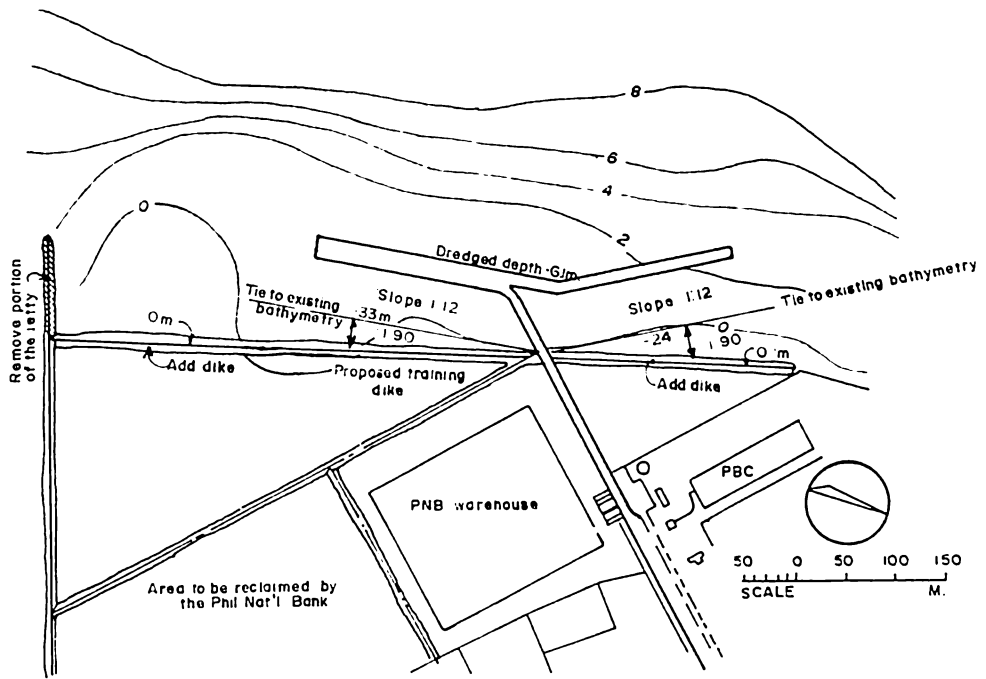 8
6
4
2
0
Dredged depth -G.1m.
Remove portion
of the jetty
Tie to existing
bathymetry
.33m
Slope 1:12
1:90
0m
Add dike
Proposed training
dike
Slope 1:12
Tie to existing bathymetry
0
.24
1:90
0 m
Add dike
PNB warehouse
PBC
Area to be reclaimed by
the Phil Nat'l Bank
50 0 50 100 150
SCALE M.